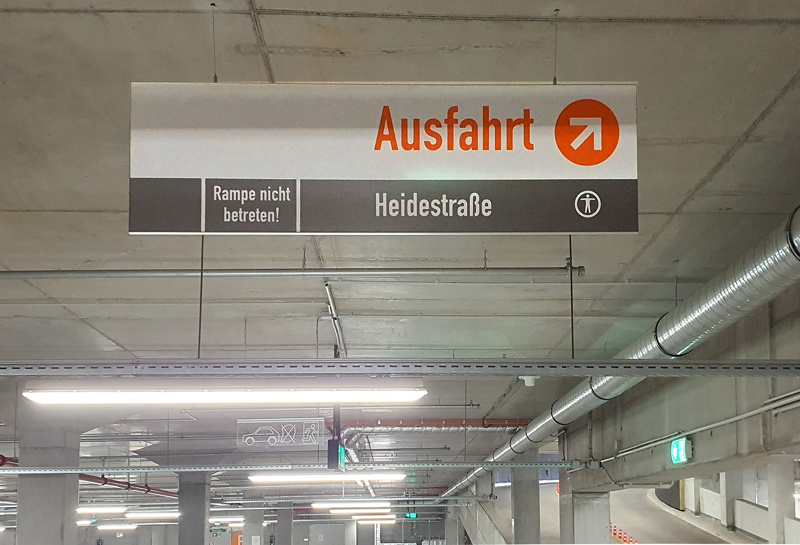 Ausfahrt
Rampe nicht
betreten!
Heidestraße